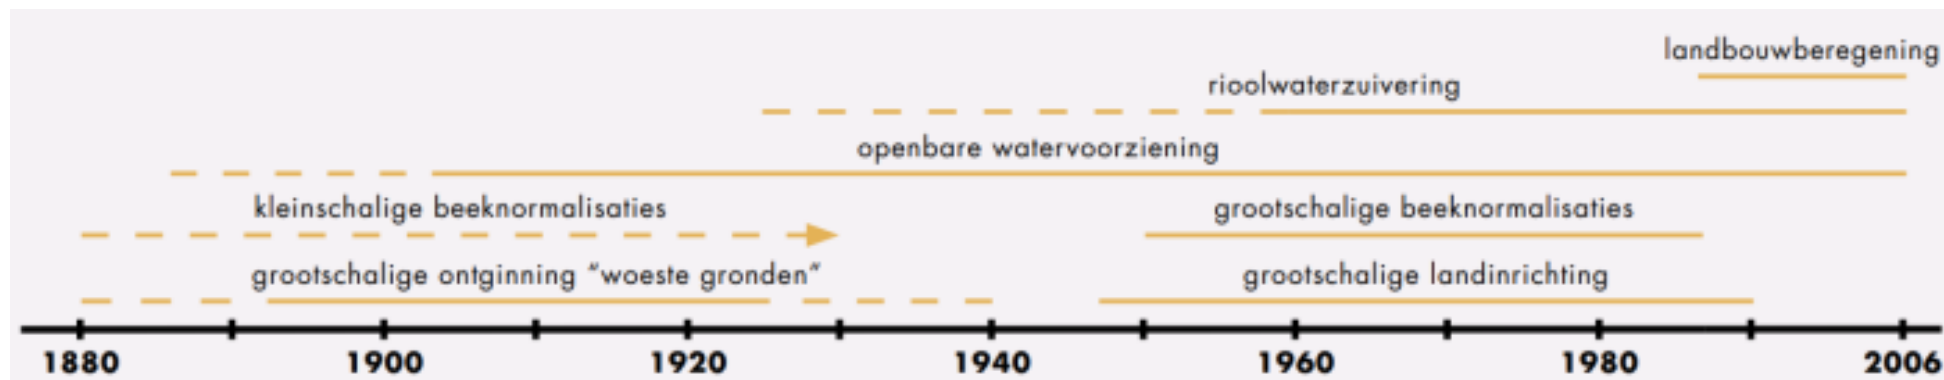 landbouwberegening
rioolwaterzuivering
openbare watervoorziening
kleinschalige beeknormalisaties grootschalige beeknormalisaties
grootschalige ontginning “woeste gronden” grootschalige landinrichting
1880 1900 1920 1940 1960 1980 2006